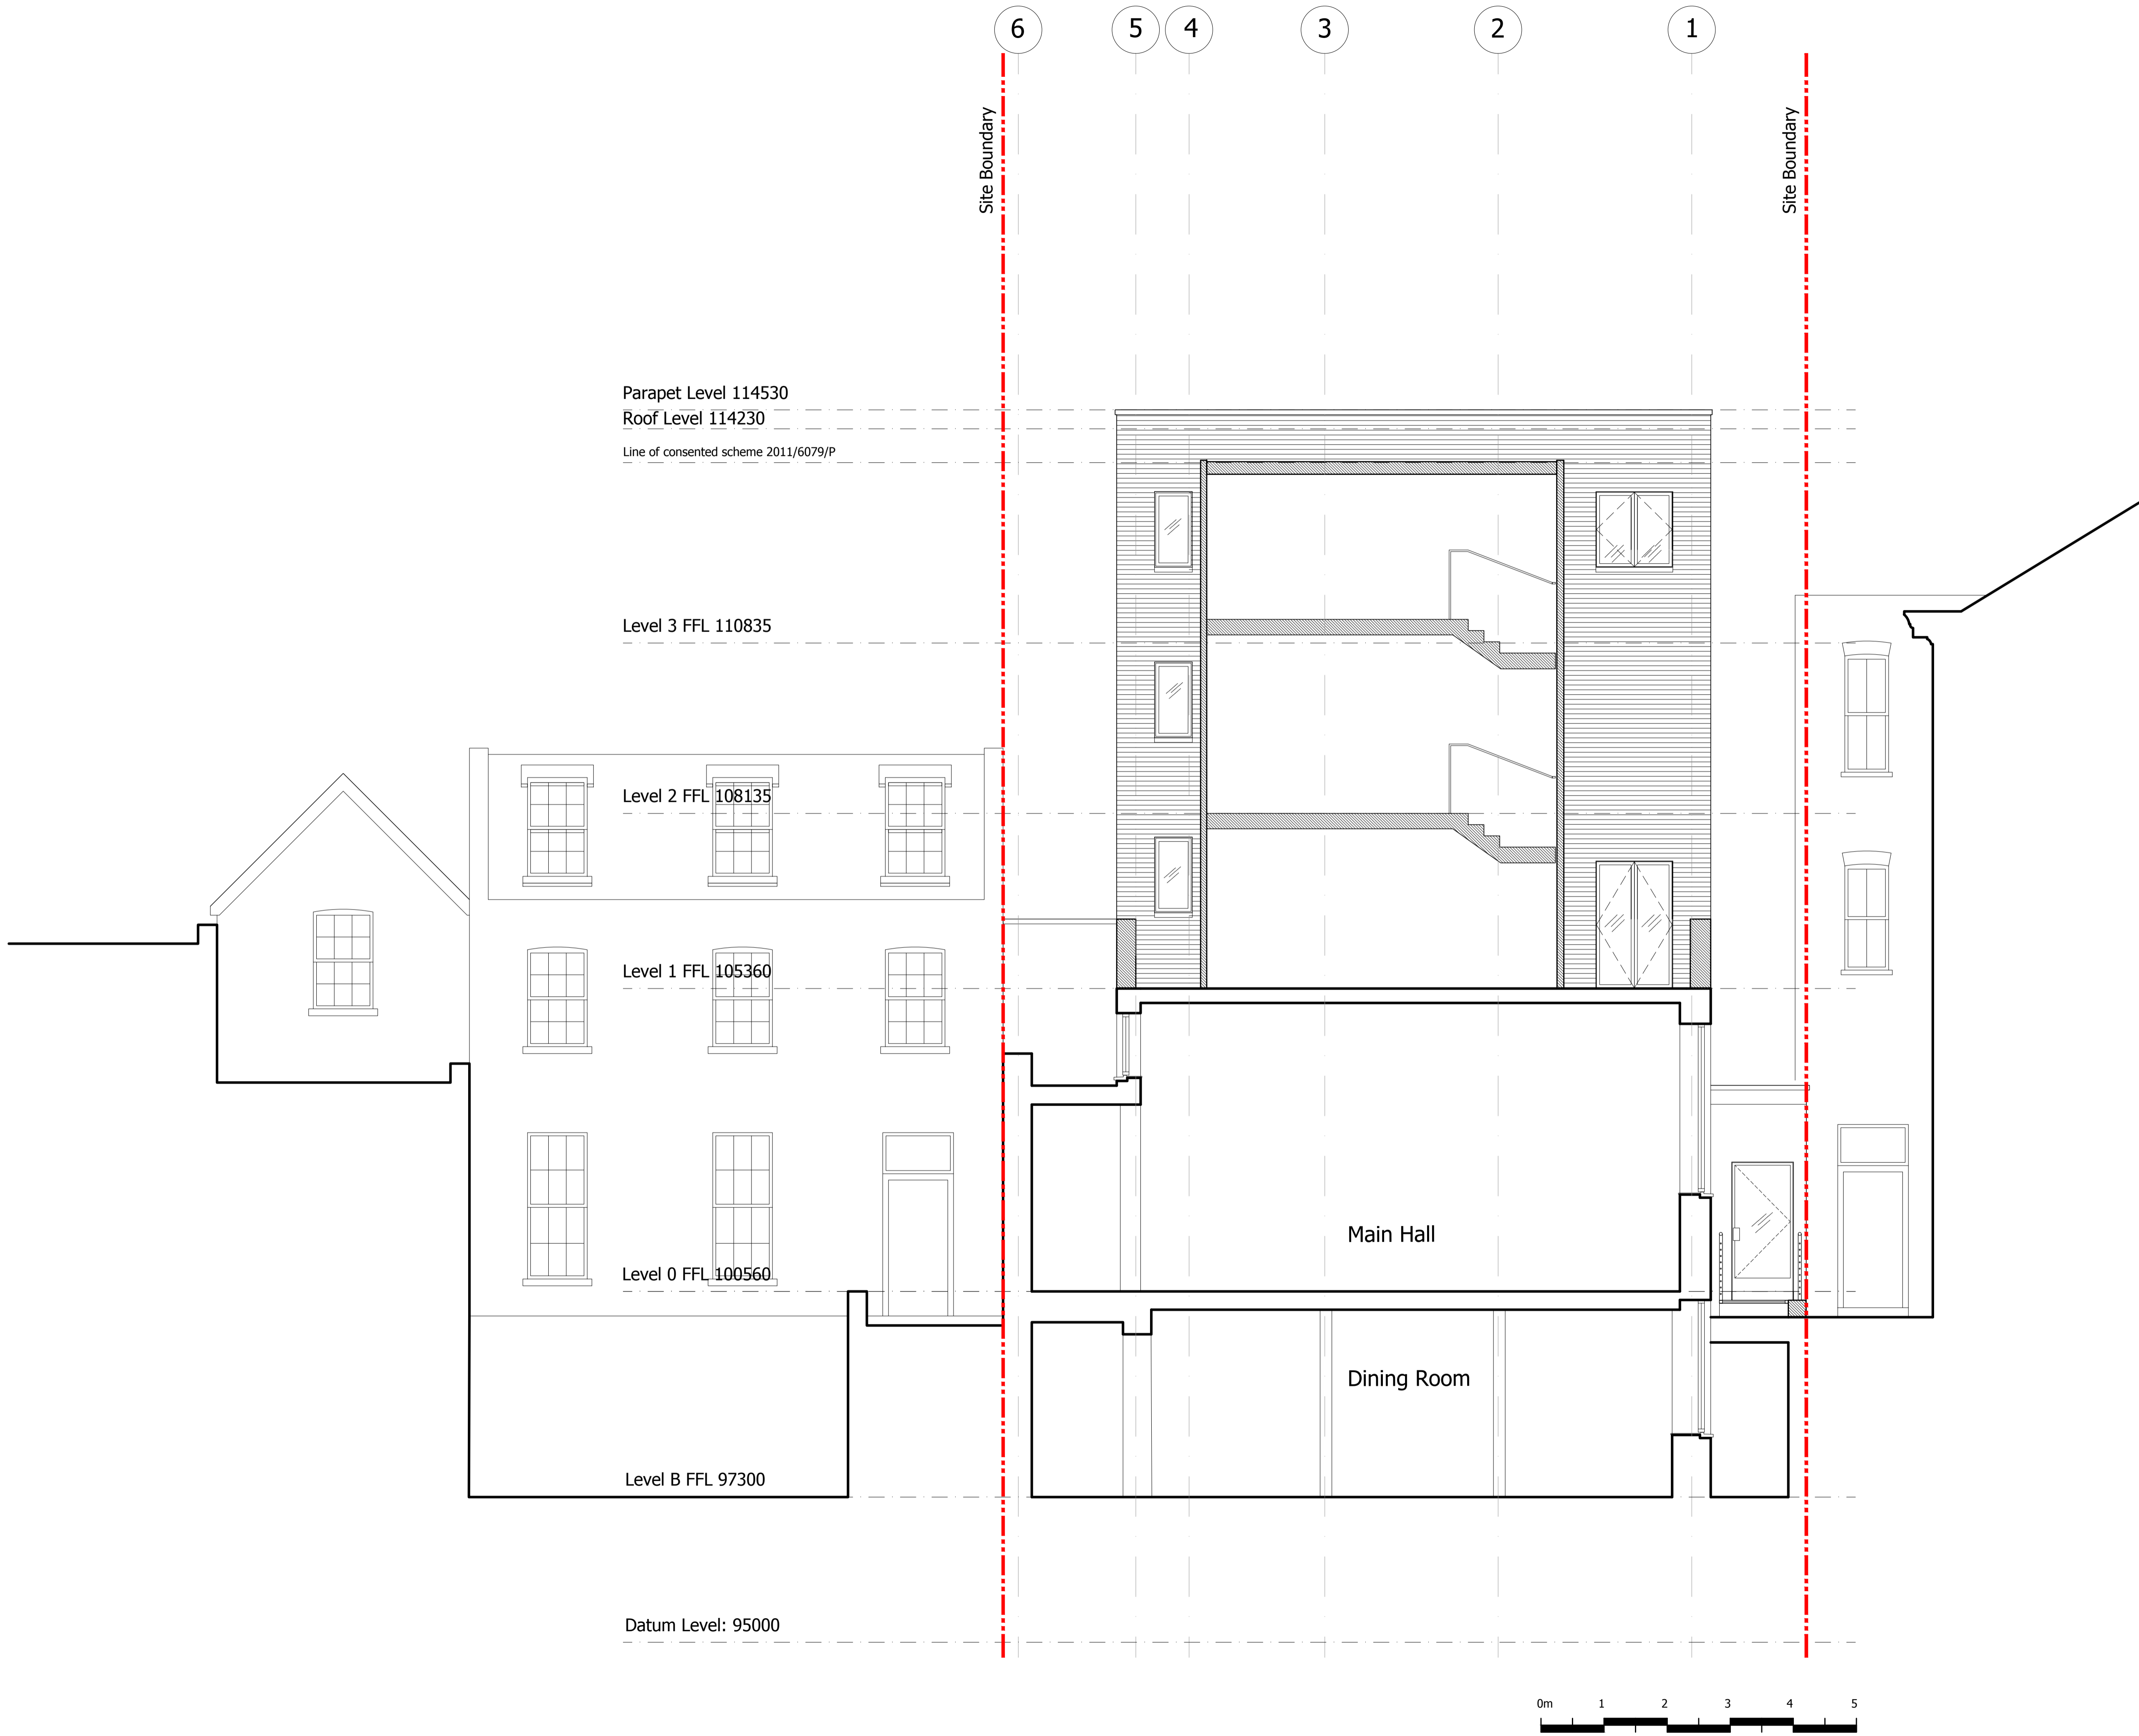 6 5 4 3 2 1
Site Boundary
Site Boundary
Parapet Level 114530
Roof Level 114230
Line of consented scheme 2011/6079/P
Level 3 FFL 110835
Level 2 FFL 108135
Level 1 FFL 105360
Main Hall
Level 0 FFL 100560
Dining Room
Level B FFL 97300
Datum Level: 95000
0m 1 2 3 4 5